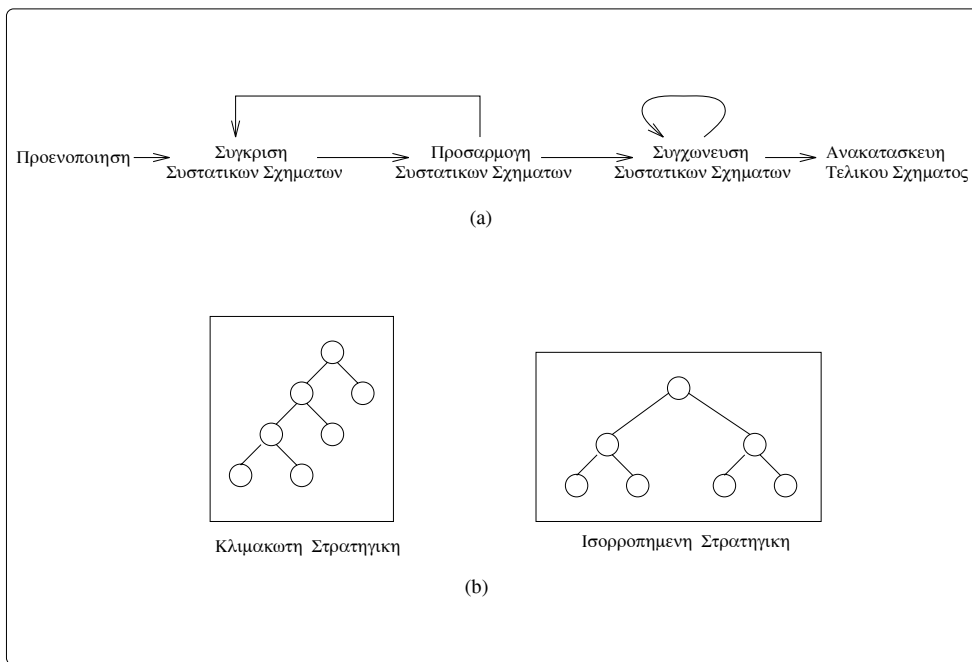 Προενοποιηση
Συγκριση
Συστατικων Σχηματων
Προσαρμογη
Συστατικων Σχηματων
Συγχωνευση
Συστατικων Σχηματων
Ανακατασκευη
Τελικου Σχηματος
(a)
Κλιμακωτη Στρατηγικη
Ισορροπημενη Στρατηγικη
(b)